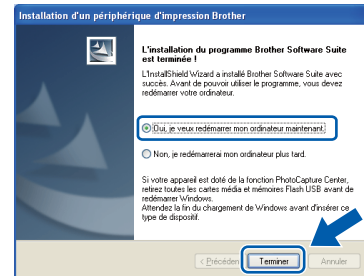 Installation d'un périphérique d'impression Brother
L'installation du programme Brother Software Suite
est terminée !
L'InstallShield Wizard a installé Brother Software Suite avec
succès. Avant de pouvoir utiliser le programme, vous devez
redémarrer votre ordinateur.
Oui, je veux redémarrer mon ordinateur maintenant.
Non, je redémarrerai mon ordinateur plus tard.
Si votre appareil est doté de la fonction PhotoCapture Center,
retirez toutes les cartes média et mémoires Flash USB avant de
redémarrer Windows.
Attendez la fin du chargement de Windows avant d'insérer ce
type de dispositif.
< Précéden Terminer Annuler